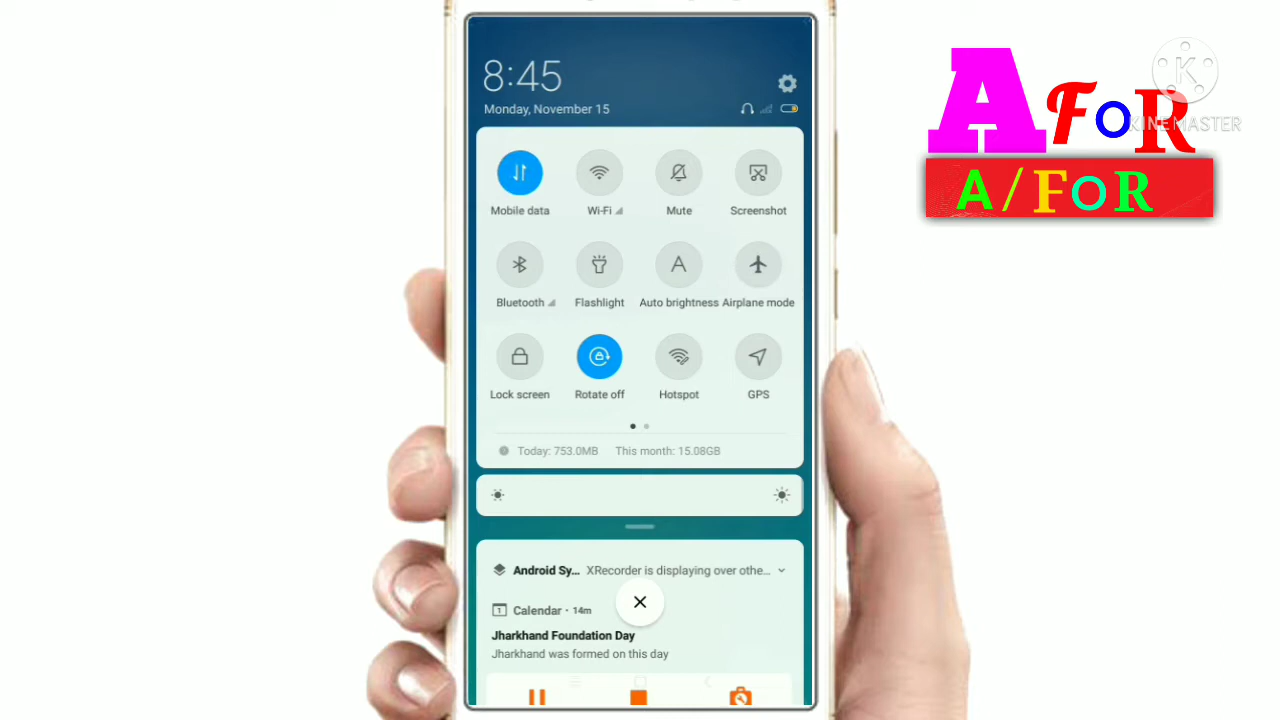 8:45
Monday, November 15
Mobile data
Wi-Fi
Mute
Screenshot
Bluetooth
Flashlight
Auto brightness
Airplane mode
Lock screen
Rotate off
Hotspot
GPS
Today: 753.0MB
This month: 15.08GB
Android Sy... XRecorder is displaying over othe...
Calendar · 14m
Jharkhand Foundation Day
Jharkhand was formed on this day
AFoR
KINEMASTER
A/FoR